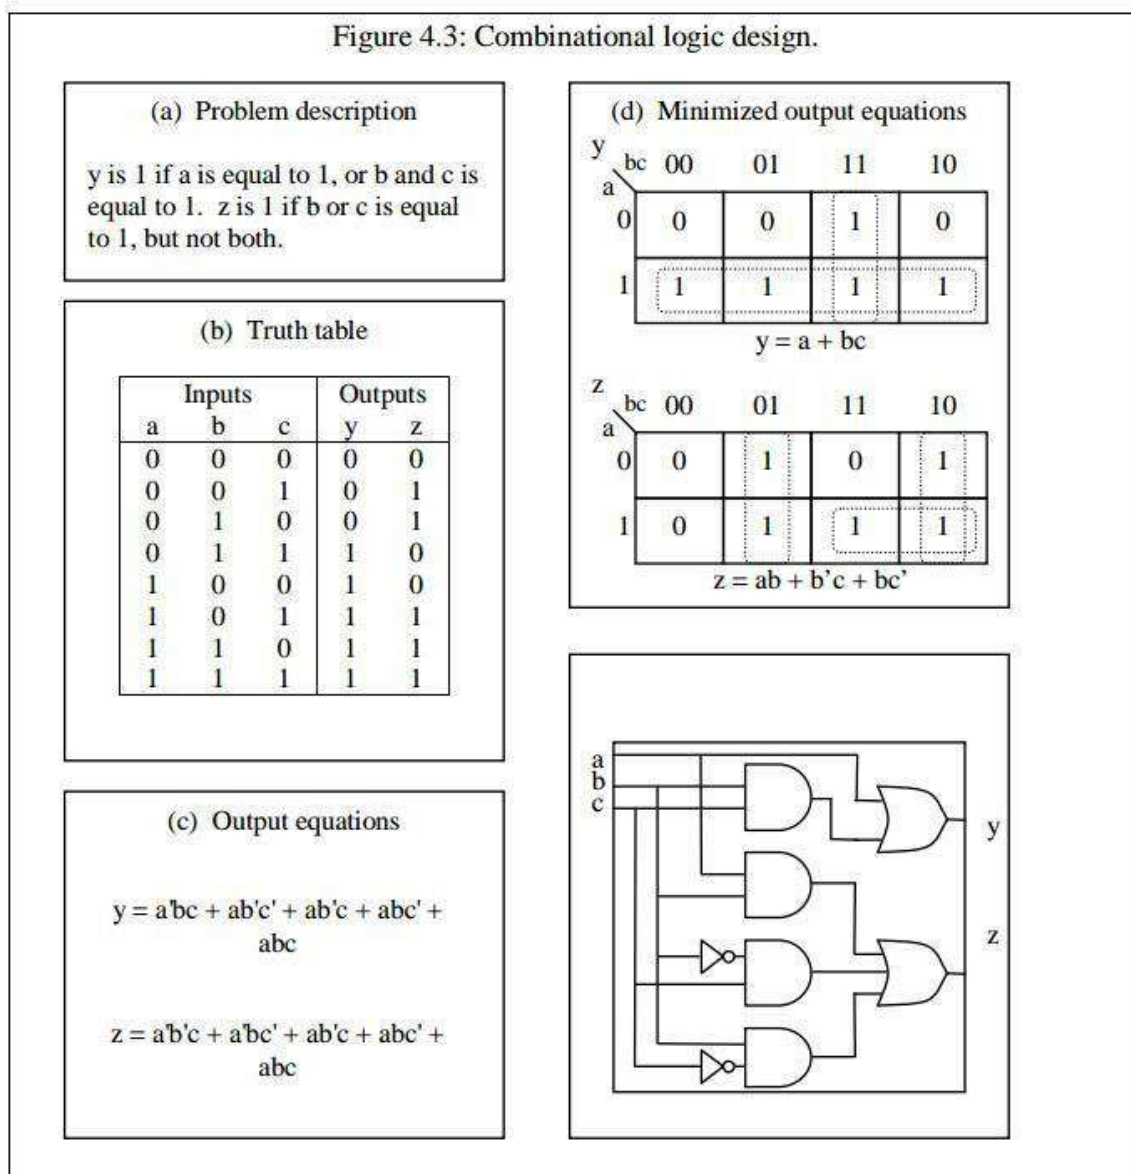 Figure 4.3: Combinational logic design.
(a) Problem description
y is 1 if a is equal to 1, or b and c is
equal to 1. z is 1 if b or c is equal
to 1, but not both.
(b) Truth table
Inputs Outputs
a b c y z
0 0 0 0 0
0 0 1 0 1
0 1 0 0 1
0 1 1 1 0
1 0 0 1 0
1 0 1 1 1
1 1 0 1 1
1 1 1 1 1
(c) Output equations
y = a'bc + ab'c' + ab'c + abc' +
abc
z = a'b'c + a'bc' + ab'c + abc' +
abc
(d) Minimized output equations
y
bc 00 01 11 10
a
0 0 0 1 0
1 1 1 1 1
y = a + bc
z
bc 00 01 11 10
a
0 0 1 0 1
1 0 1 1 1
z = ab + b’c + bc’
a
b
c
y
z